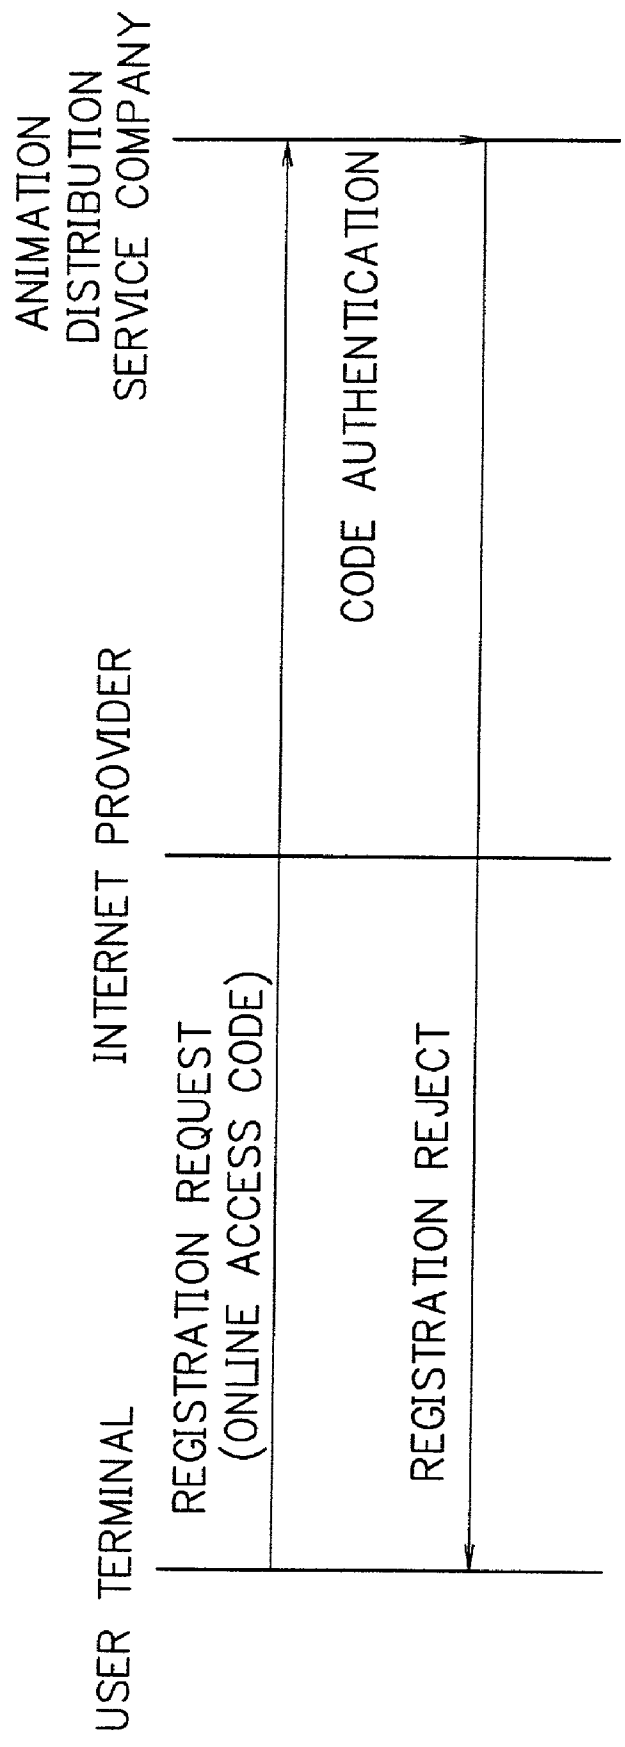 USER TERMINAL
INTERNET PROVIDER
ANIMATION
DISTRIBUTION
SERVICE COMPANY
REGISTRATION REQUEST
(ONLINE ACCESS CODE)
CODE AUTHENTICATION
REGISTRATION REJECT